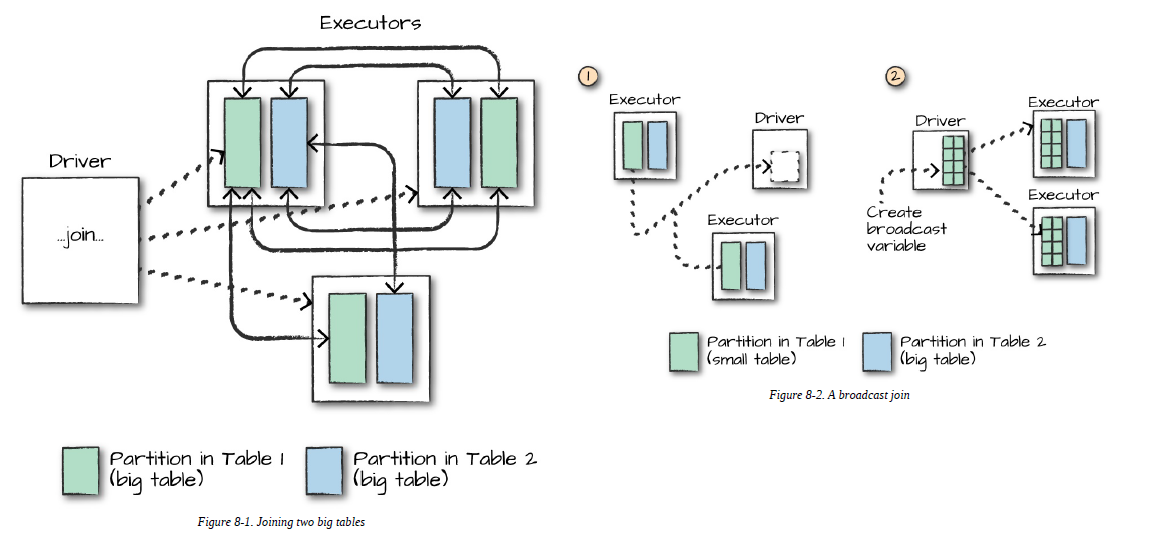 Executors
Driver
...join...
Partition in Table 1
(big table)
Partition in Table 2
(big table)
Figure 8-1. Joining two big tables
1
Executor
Driver
Executor
2
Driver
Executor
Executor
Create
broadcast
variable
Partition in Table 1
(small table)
Partition in Table 2
(big table)
Figure 8-2. A broadcast join